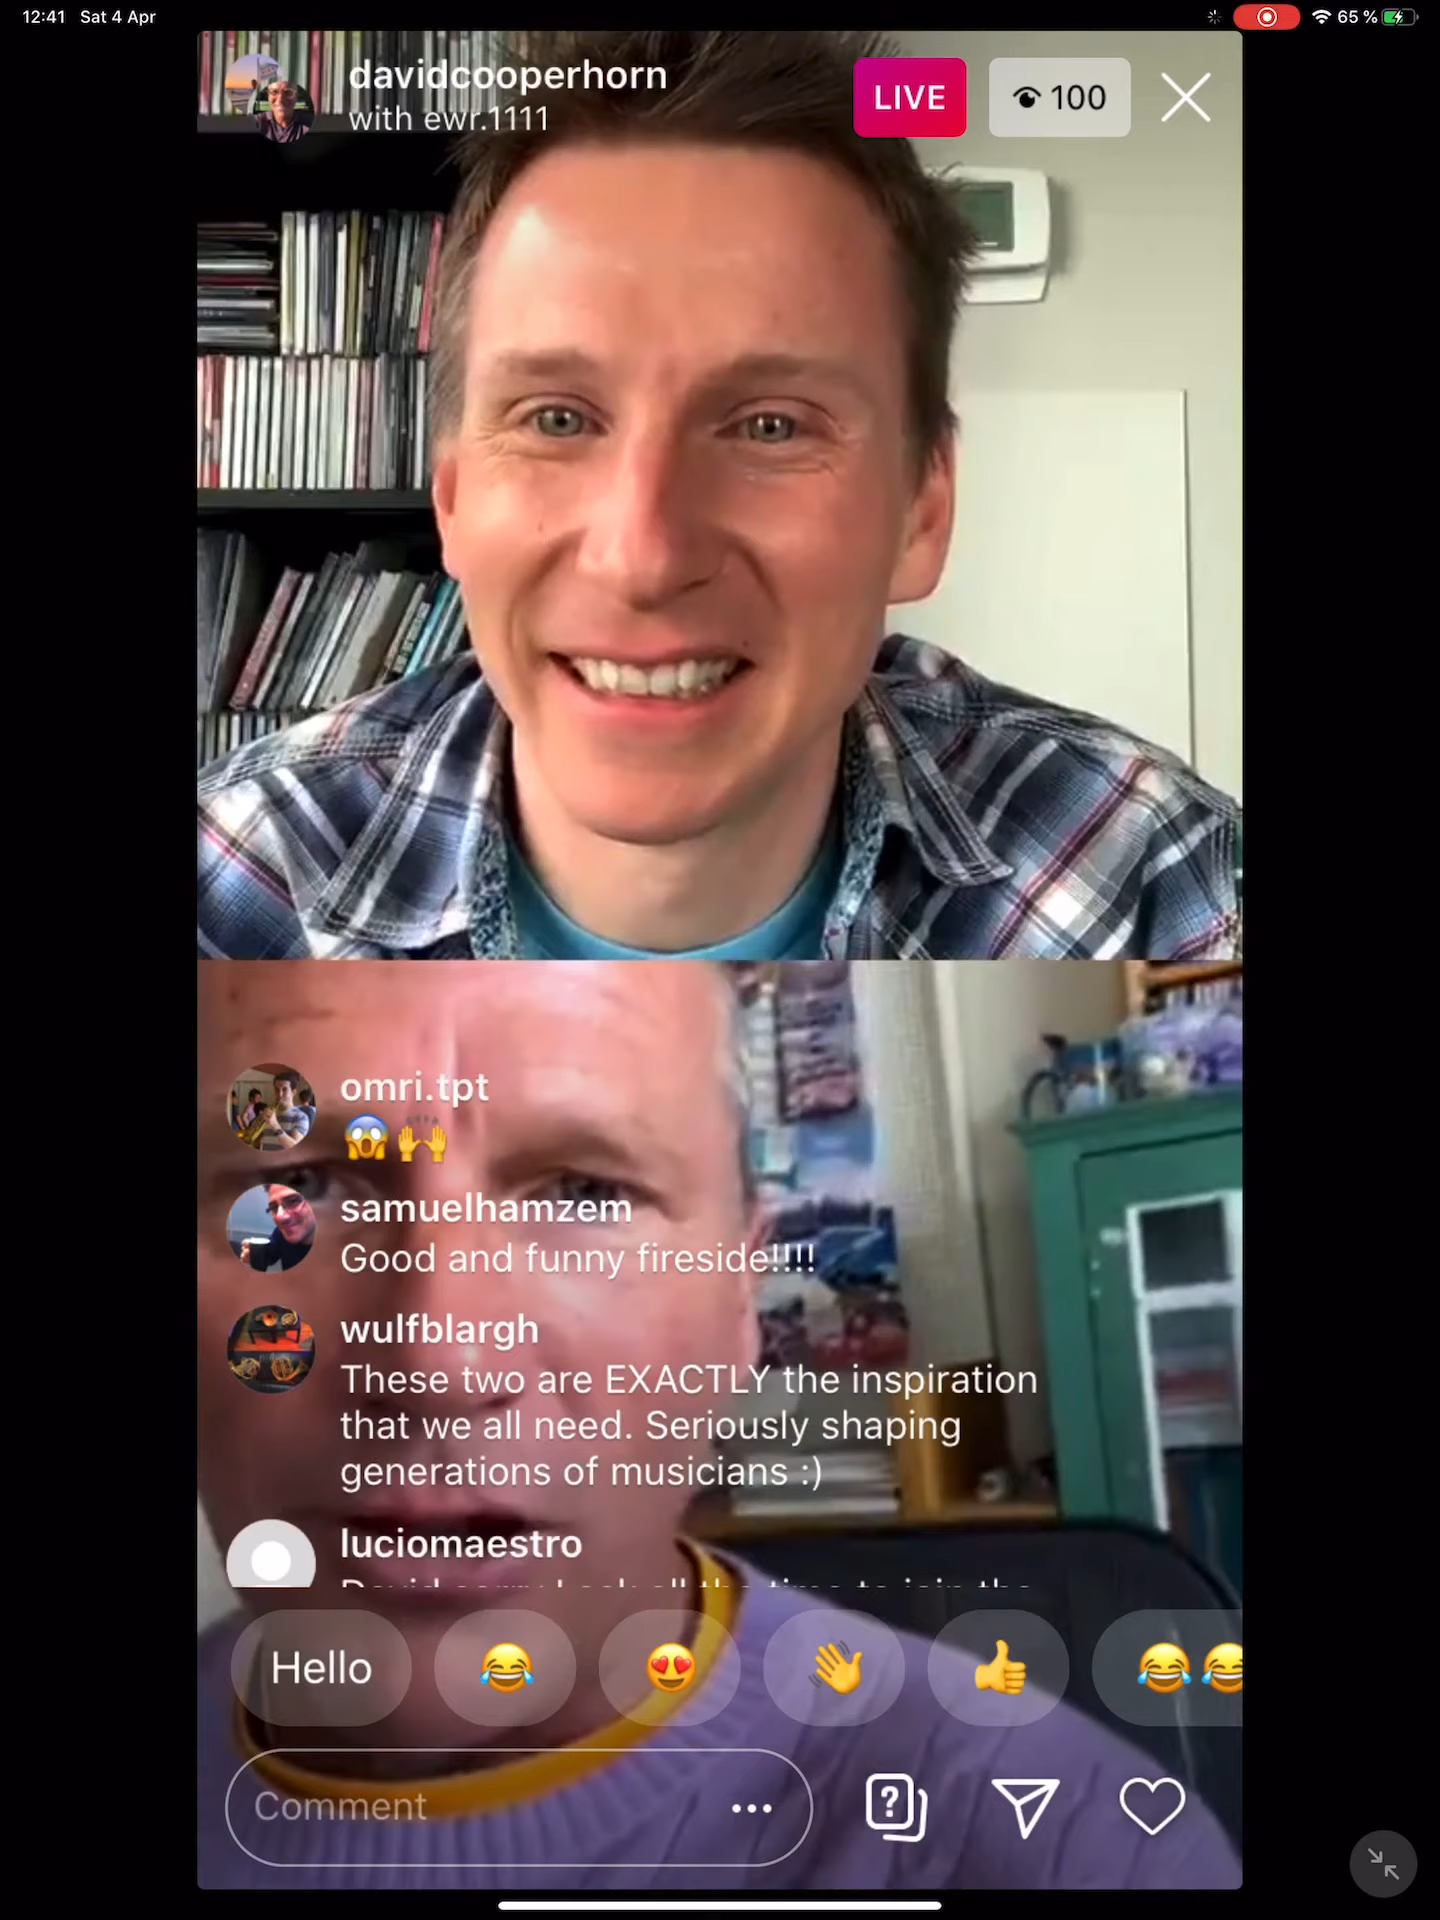 12:41 Sat 4 Apr
65 %
davidcooperhorn
with ewr.1111
LIVE
100
omri.tpt
samuelhamzem
Good and funny fireside!!!!
wulfblargh
These two are EXACTLY the inspiration
that we all need. Seriously shaping
generations of musicians :)
luciomaestro
Hello
Comment